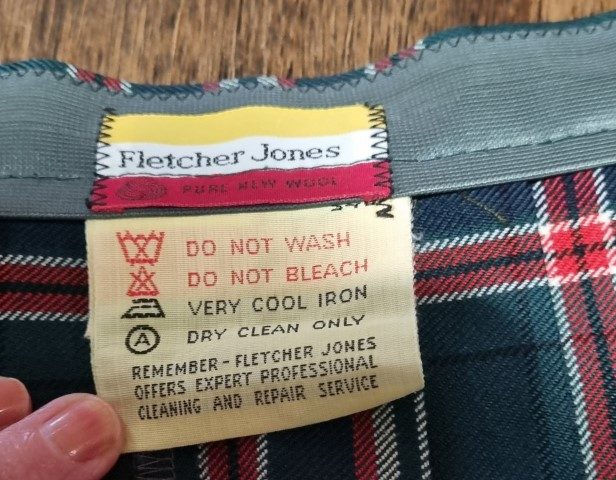 Fletcher Jones
PURE NEW WOOL
DO NOT WASH
DO NOT BLEACH
VERY COOL IRON
A DRY CLEAN ONLY
REMEMBER-FLETCHER JONES
OFFERS EXPERT PROFESSIONAL
CLEANING AND REPAIR SERVICE